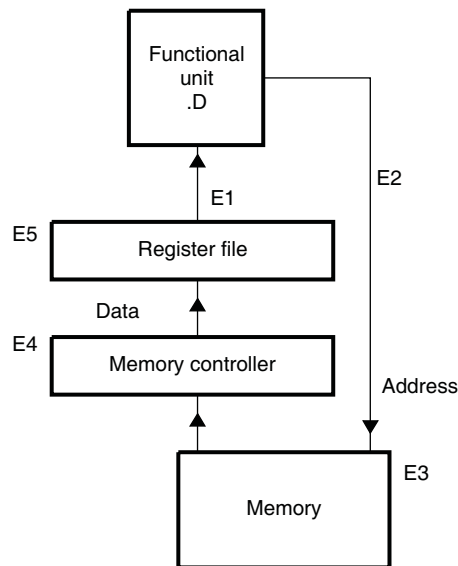 Functional
unit
.D
E1
E2
E5
Register file
Data
E4
Memory controller
Address
E3
Memory